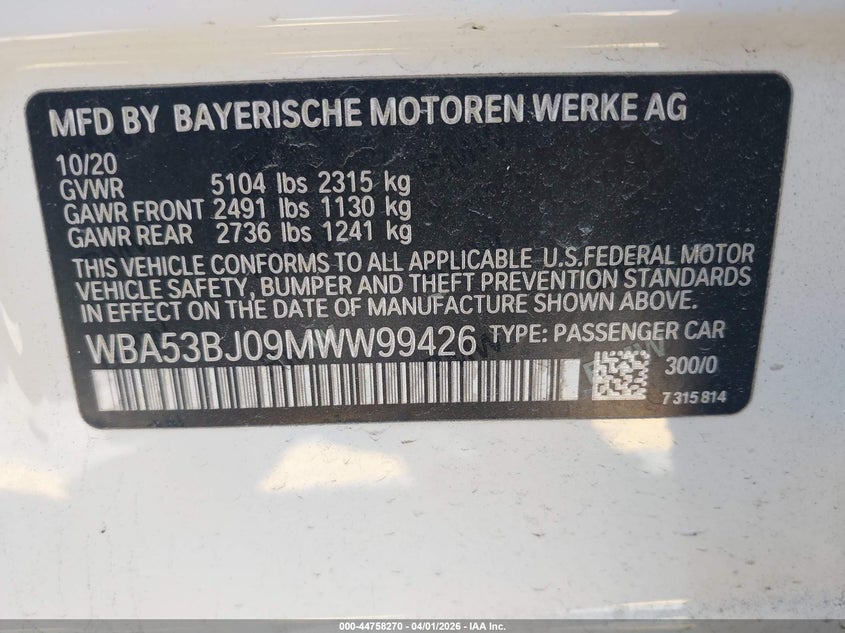 MFD BY BAYERISCHE MOTOREN WERKE AG
10/20
GVWR 5104 lbs 2315 kg
GAWR FRONT 2491 lbs 1130 kg
GAWR REAR 2736 lbs 1241 kg
THIS VEHICLE CONFORMS TO ALL APPLICABLE U.S.FEDERAL MOTOR
VEHICLE SAFETY, BUMPER AND THEFT PREVENTION STANDARDS
IN EFFECT ON THE DATE OF MANUFACTURE SHOWN ABOVE.
WBA53BJ09MWW99426 TYPE: PASSENGER CAR
300/0
7315814
000-44758270 - 04/01/2026 - IAA Inc.